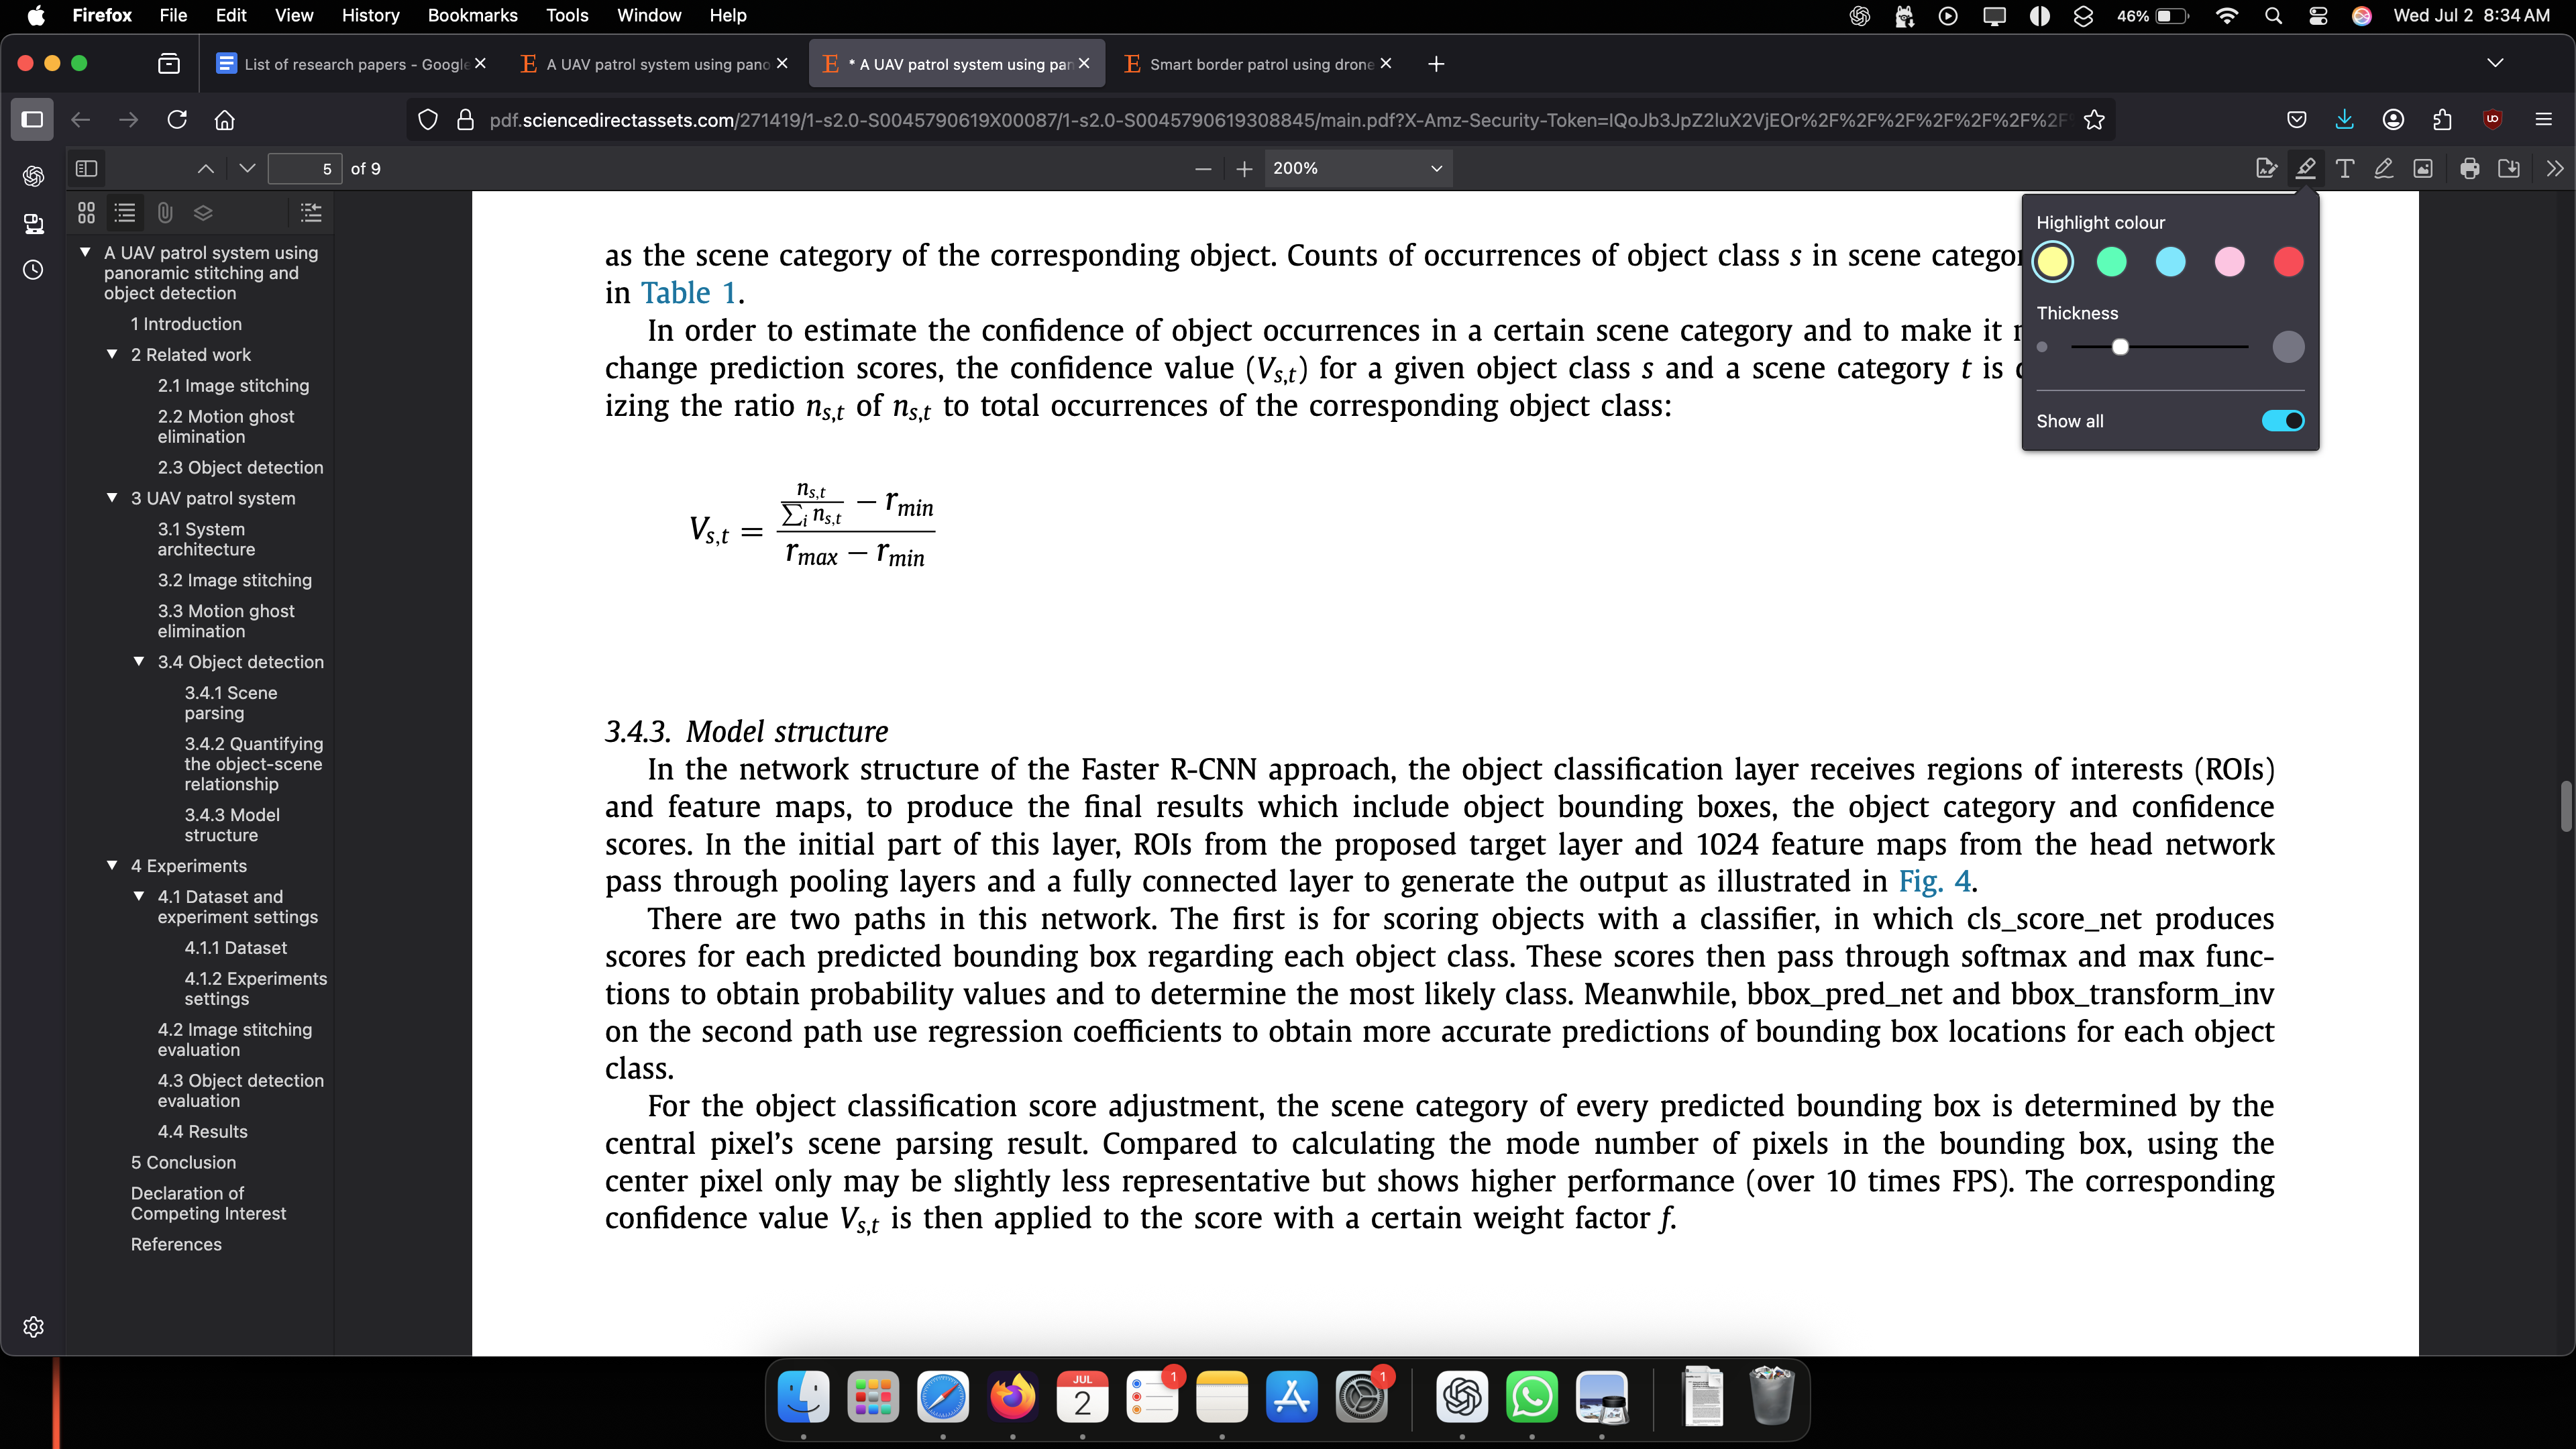 Firefox File Edit View History Bookmarks Tools Window Help 46% Wed Jul 2 8:34 AM
List of research papers - Google A UAV patrol system using pano * A UAV patrol system using pan Smart border patrol using drone
pdf.sciencedirectassets.com/271419/1-s2.0-S0045790619X00087/1-s2.0-S0045790619308845/main.pdf?X-Amz-Security-Token=IQoJb3JpZ2luX2VjEOr%2F%2F%2F%2F%2F%2F%2F%2F
5 of 9 200%
A UAV patrol system using
panoramic stitching and
object detection
1 Introduction
2 Related work
2.1 Image stitching
2.2 Motion ghost
elimination
2.3 Object detection
3 UAV patrol system
3.1 System
architecture
3.2 Image stitching
3.3 Motion ghost
elimination
3.4 Object detection
3.4.1 Scene
parsing
3.4.2 Quantifying
the object-scene
relationship
3.4.3 Model
structure
4 Experiments
4.1 Dataset and
experiment settings
4.1.1 Dataset
4.1.2 Experiments
settings
4.2 Image stitching
evaluation
4.3 Object detection
evaluation
4.4 Results
5 Conclusion
Declaration of
Competing Interest
References
as the scene category of the corresponding object. Counts of occurrences of object class s in scene categor
in Table 1.
In order to estimate the confidence of object occurrences in a certain scene category and to make it
change prediction scores, the confidence value (V_{s,t}) for a given object class s and a scene category t is
izing the ratio n_{s,t} of n_{s,t} to total occurrences of the corresponding object class:
V_{s,t} = \frac{\frac{n_{s,t}}{\sum_i n_{s,t}} − r_{min}}{r_{max} − r_{min}}
3.4.3. Model structure
In the network structure of the Faster R-CNN approach, the object classification layer receives regions of interests (ROIs)
and feature maps, to produce the final results which include object bounding boxes, the object category and confidence
scores. In the initial part of this layer, ROIs from the proposed target layer and 1024 feature maps from the head network
pass through pooling layers and a fully connected layer to generate the output as illustrated in Fig. 4.
There are two paths in this network. The first is for scoring objects with a classifier, in which cls_score_net produces
scores for each predicted bounding box regarding each object class. These scores then pass through softmax and max func-
tions to obtain probability values and to determine the most likely class. Meanwhile, bbox_pred_net and bbox_transform_inv
on the second path use regression coefficients to obtain more accurate predictions of bounding box locations for each object
class.
For the object classification score adjustment, the scene category of every predicted bounding box is determined by the
central pixel's scene parsing result. Compared to calculating the mode number of pixels in the bounding box, using the
center pixel only may be slightly less representative but shows higher performance (over 10 times FPS). The corresponding
confidence value V_{s,t} is then applied to the score with a certain weight factor f.
Highlight colour
Thickness
Show all
JUL
2
1
1